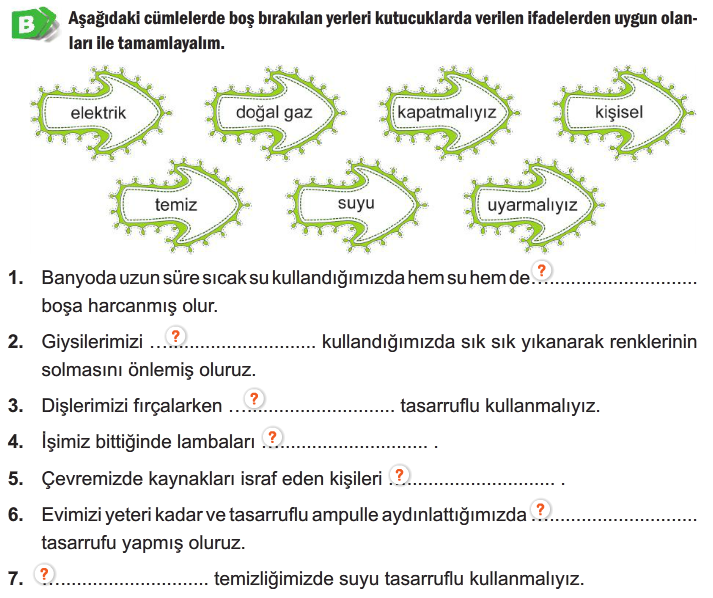 B Aşağıdaki cümlelerde boş bırakılan yerleri kutucuklarda verilen ifadelerden uygun olan-
ları ile tamamlayalım.
elektrik doğal gaz kapatmalıyız kişisel
temiz suyu uyarmalıyız
1. Banyoda uzun süre sıcak su kullandığımızda hem su hem de ? ..............................
boşa harcanmış olur.
2. Giysilerimizi ... ? .............................. kullandığımızda sık sık yıkanarak renklerinin
solmasını önlemiş oluruz.
3. Dişlerimizi fırçalarken ... ? .............................. tasarruflu kullanmalıyız.
4. İşimiz bittiğinde lambaları ? .............................. .
5. Çevremizde kaynakları israf eden kişileri ? .............................. .
6. Evimizi yeteri kadar ve tasarruflu ampulle aydınlattığımızda ? ..............................
tasarrufu yapmış oluruz.
7. ? .............................. temizliğimizde suyu tasarruflu kullanmalıyız.